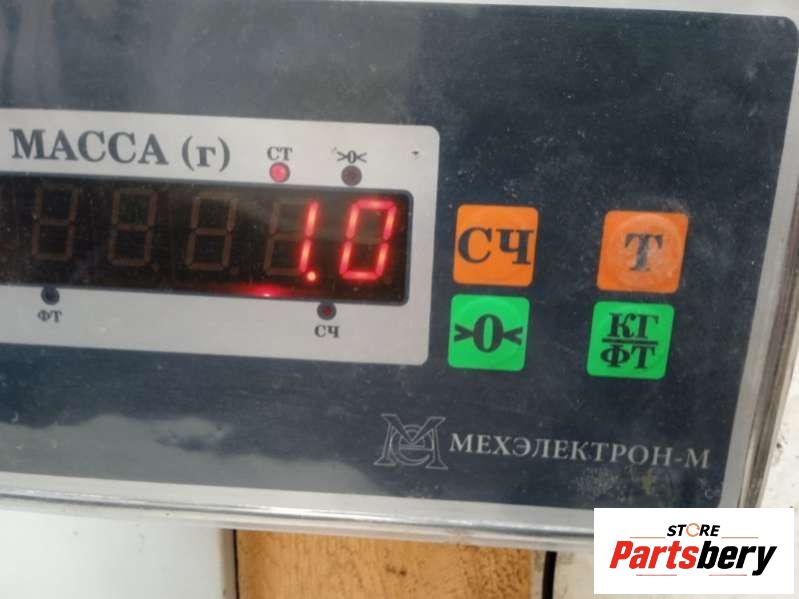 МАССА (г)
СТ
>0<
1.0
ФТ
СЧ
СЧ
Т
>0<
КГ
ФТ
МЕХЭЛЕКТРОН-М
STORE
Partsbery